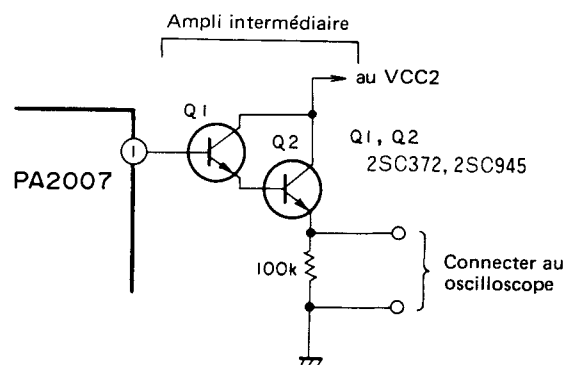 Ampli intermédiaire
au VCC2
Q1
Q2
Q1, Q2
2SC372, 2SC945
1
PA2007
100k
Connecter au
oscilloscope